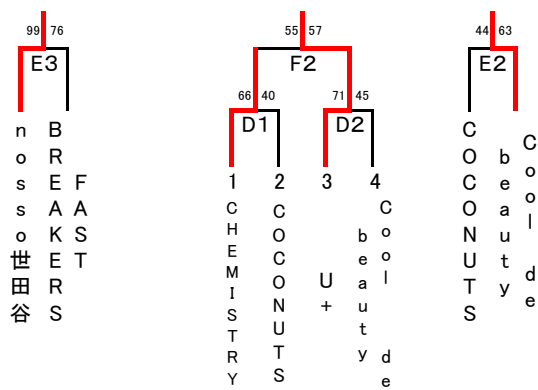 99 76
E3
nosso世田谷
FAST BREAKERS
55 57
F2
66 40
D1
71 45
D2
1 2 3 4
CHEMISTRY
COCONUTS
U+
Cool de beauty
44 63
E2
COCONUTS
Cool de beauty